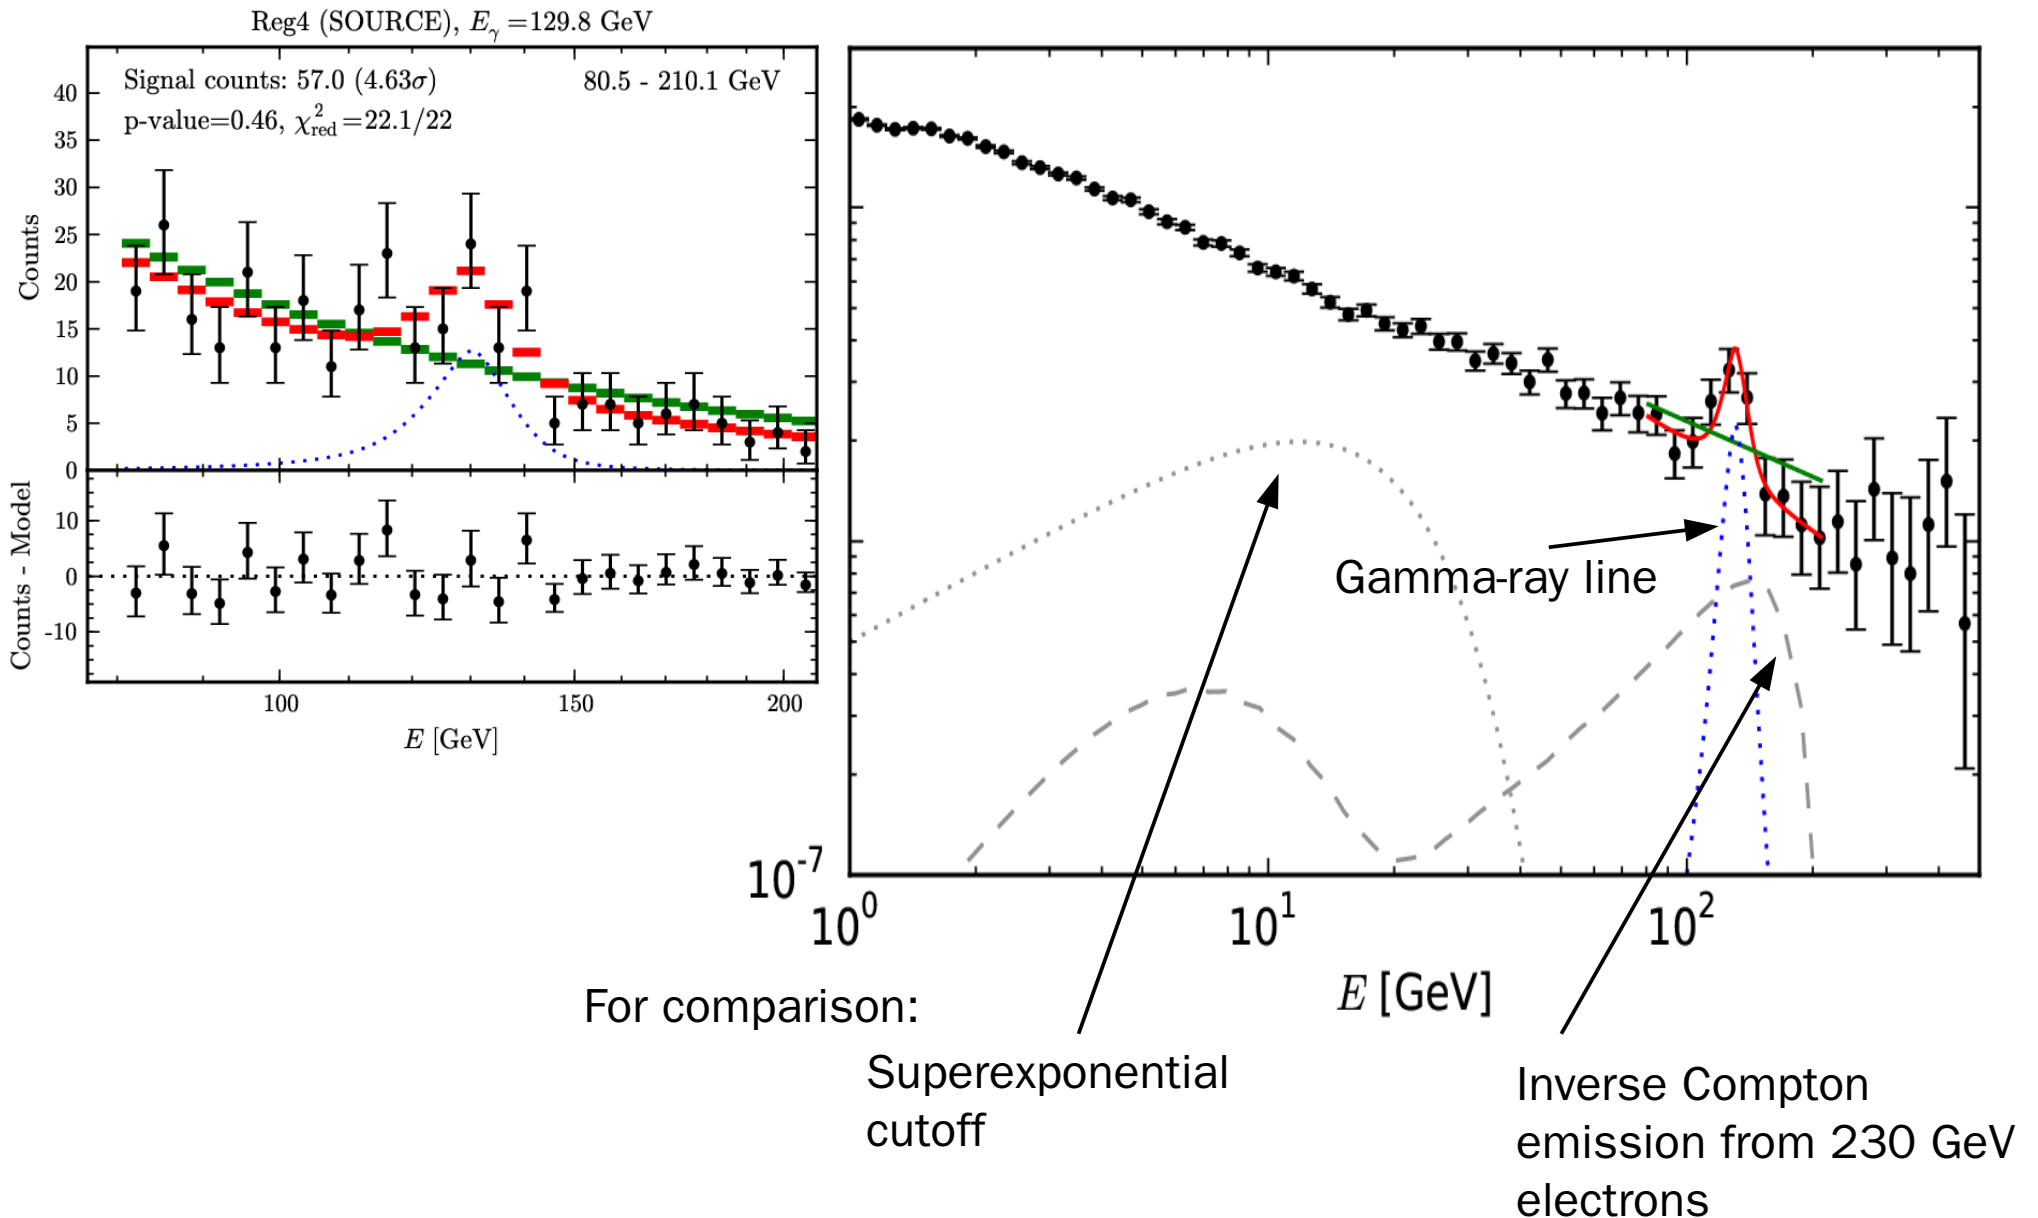 Reg4 (SOURCE), Eγ=129.8 GeV
Signal counts: 57.0 (4.63σ)
80.5 - 210.1 GeV
p-value=0.46, χ²red=22.1/22
Counts
40
35
30
25
20
15
10
5
0
Counts - Model
10
0
-10
100
150
200
E [GeV]
Gamma-ray line
10⁻⁷
10⁰
10¹
10²
E [GeV]
For comparison:
Superexponential
cutoff
Inverse Compton
emission from 230 GeV
electrons